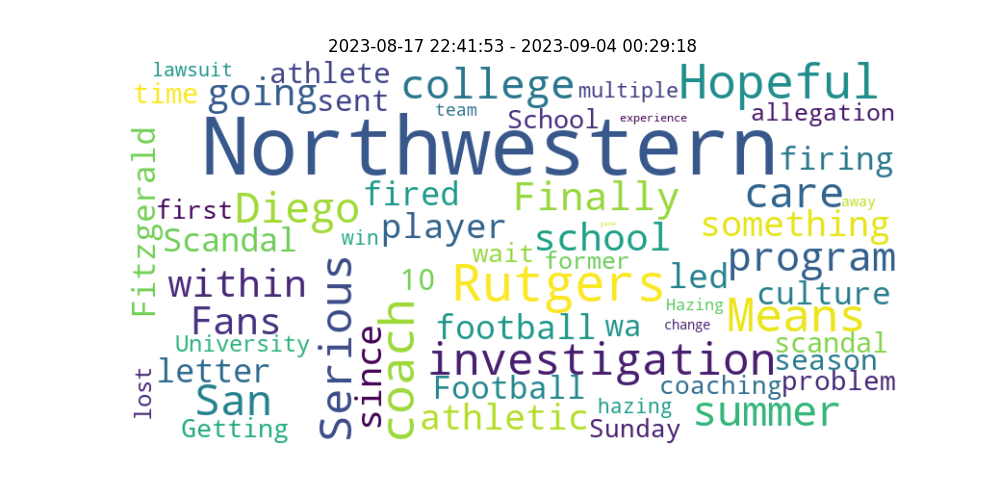 2023-08-17 22:41:53 - 2023-09-04 00:29:18
lawsuit
athlete
college
Hopeful
time
going
sent
multiple
team
School
experience
allegation
Northwestern
firing
Fitzgerald
first
Diego
fired
Finally
care
away
something
Scandal
win
player
school
wait
former
program
within
10
Rutgers
led
culture
Hazing
Means
Fans
Serious
since
coach
football
wa
change
scandal
University
investigation
season
letter
lost
San
Football
coaching
problem
Getting
athletic
hazing
Sunday
summer